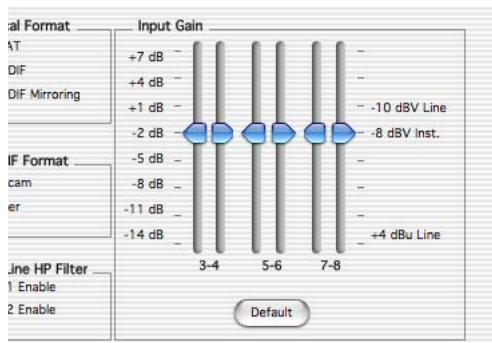 al Format
AT
DIF
DIF Mirroring
IF Format
cam
er
Line HP Filter
1 Enable
2 Enable
Input Gain
+7 dB
+4 dB
+1 dB
-2 dB
-5 dB
-8 dB
-11 dB
-14 dB
-10 dBV Line
-8 dBV Inst.
+4 dBu Line
3-4 5-6 7-8
Default